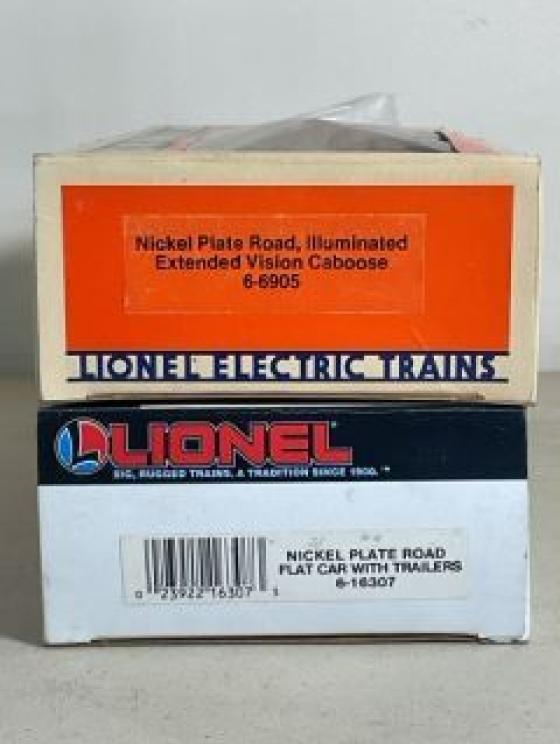 Nickel Plate Road, Illuminated
Extended Vision Caboose
6-6905
LIONEL ELECTRIC TRAINS
LIONEL
BIG, RUGGED TRAINS. A TRADITION SINCE 1900.™
NICKEL PLATE ROAD
FLAT CAR WITH TRAILERS
6-16307
0 23922 16307